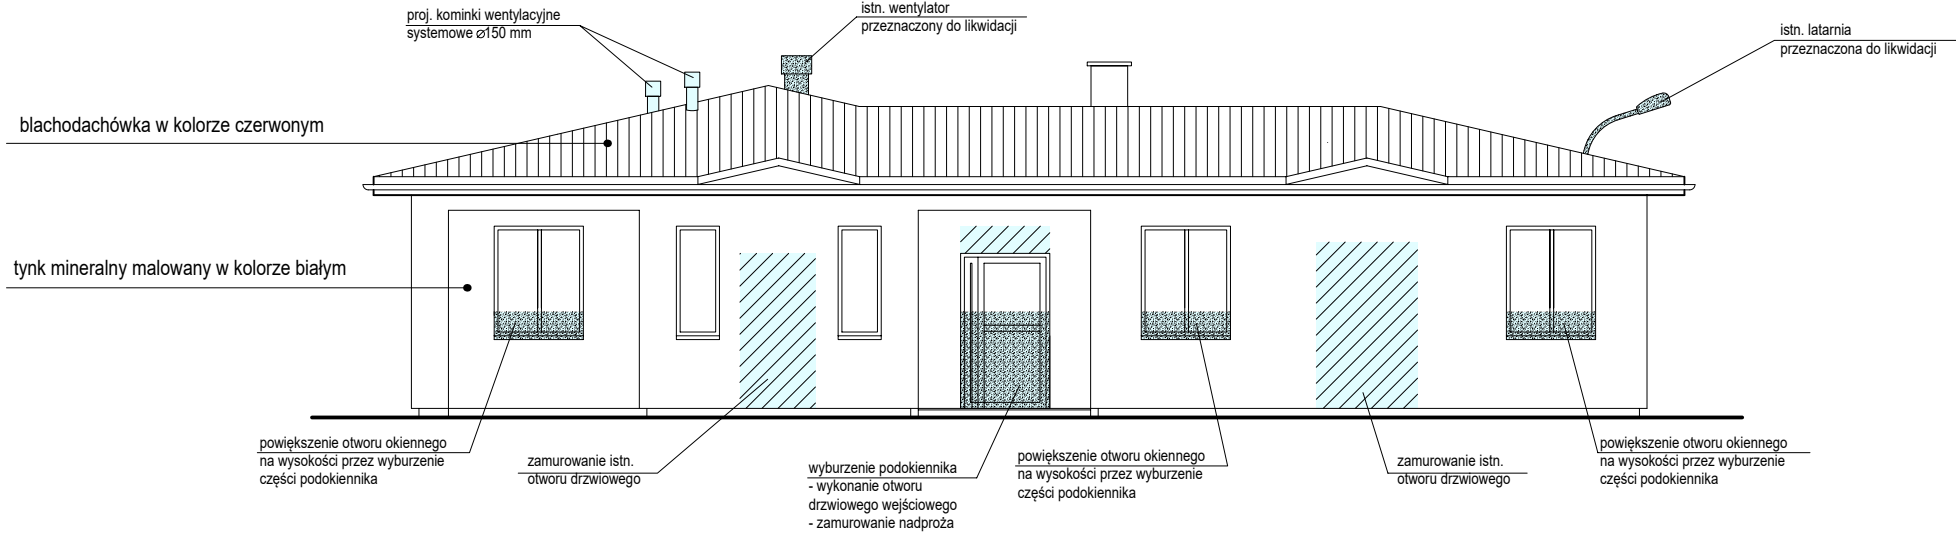 proj. kominki wentylacyjne
systemowe ⌀150 mm
istn. wentylator
przeznaczony do likwidacji
istn. latarnia
przeznaczona do likwidacji
blachodachówka w kolorze czerwonym
tynk mineralny malowany w kolorze białym
powiększenie otworu okiennego
na wysokości przez wyburzenie
części podokiennika
zamurowanie istn.
otworu drzwiowego
wyburzenie podokiennika
- wykonanie otworu
drzwiowego wejściowego
- zamurowanie nadproża
powiększenie otworu okiennego
na wysokości przez wyburzenie
części podokiennika
zamurowanie istn.
otworu drzwiowego
powiększenie otworu okiennego
na wysokości przez wyburzenie
części podokiennika